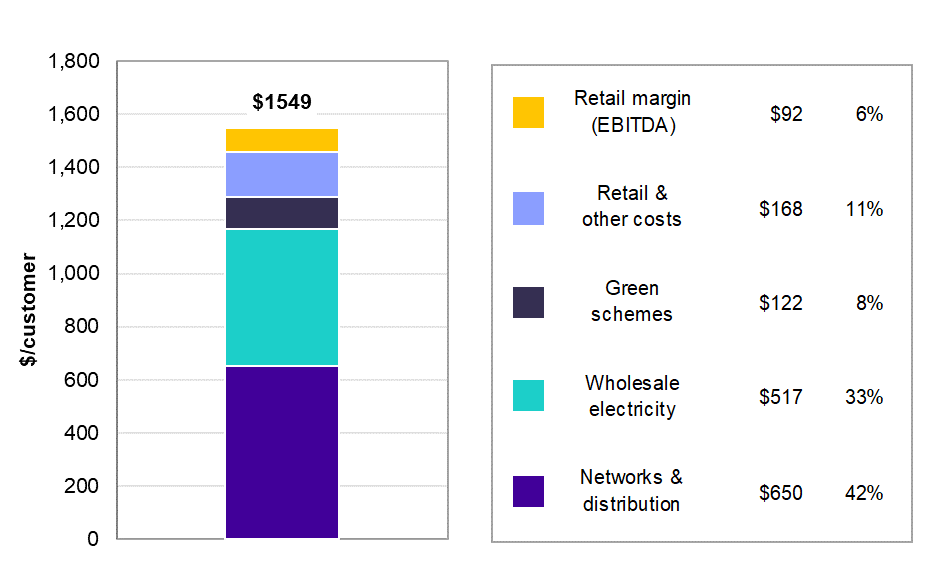 $/customer
1,800
1,600
1,400
1,200
1,000
800
600
400
200
0
$1549
Retail margin
(EBITDA)
$92 6%
Retail &
other costs
$168 11%
Green
schemes
$122 8%
Wholesale
electricity
$517 33%
Networks &
distribution
$650 42%